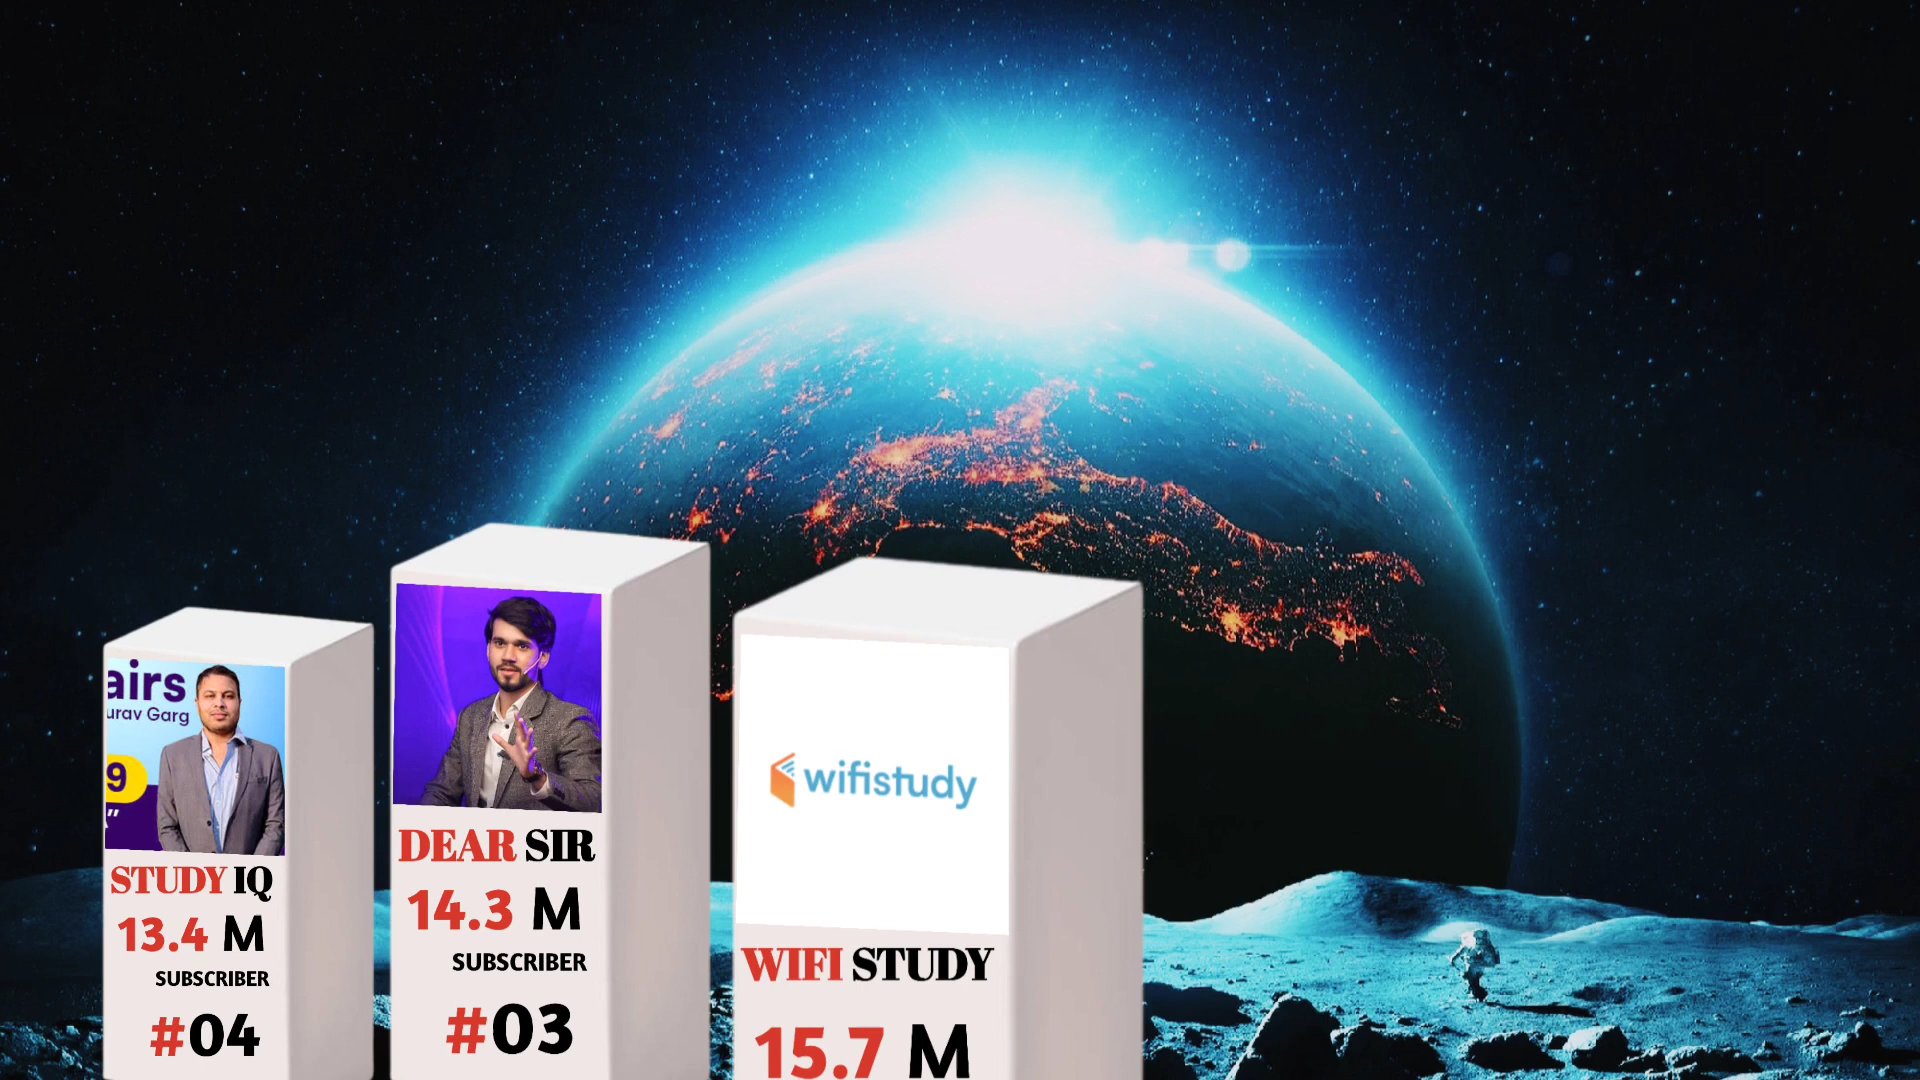 airs
urav Garg
9
"
STUDY IQ
13.4 M
SUBSCRIBER
#04
DEAR SIR
14.3 M
SUBSCRIBER
#03
wifistudy
WIFI STUDY
15.7 M